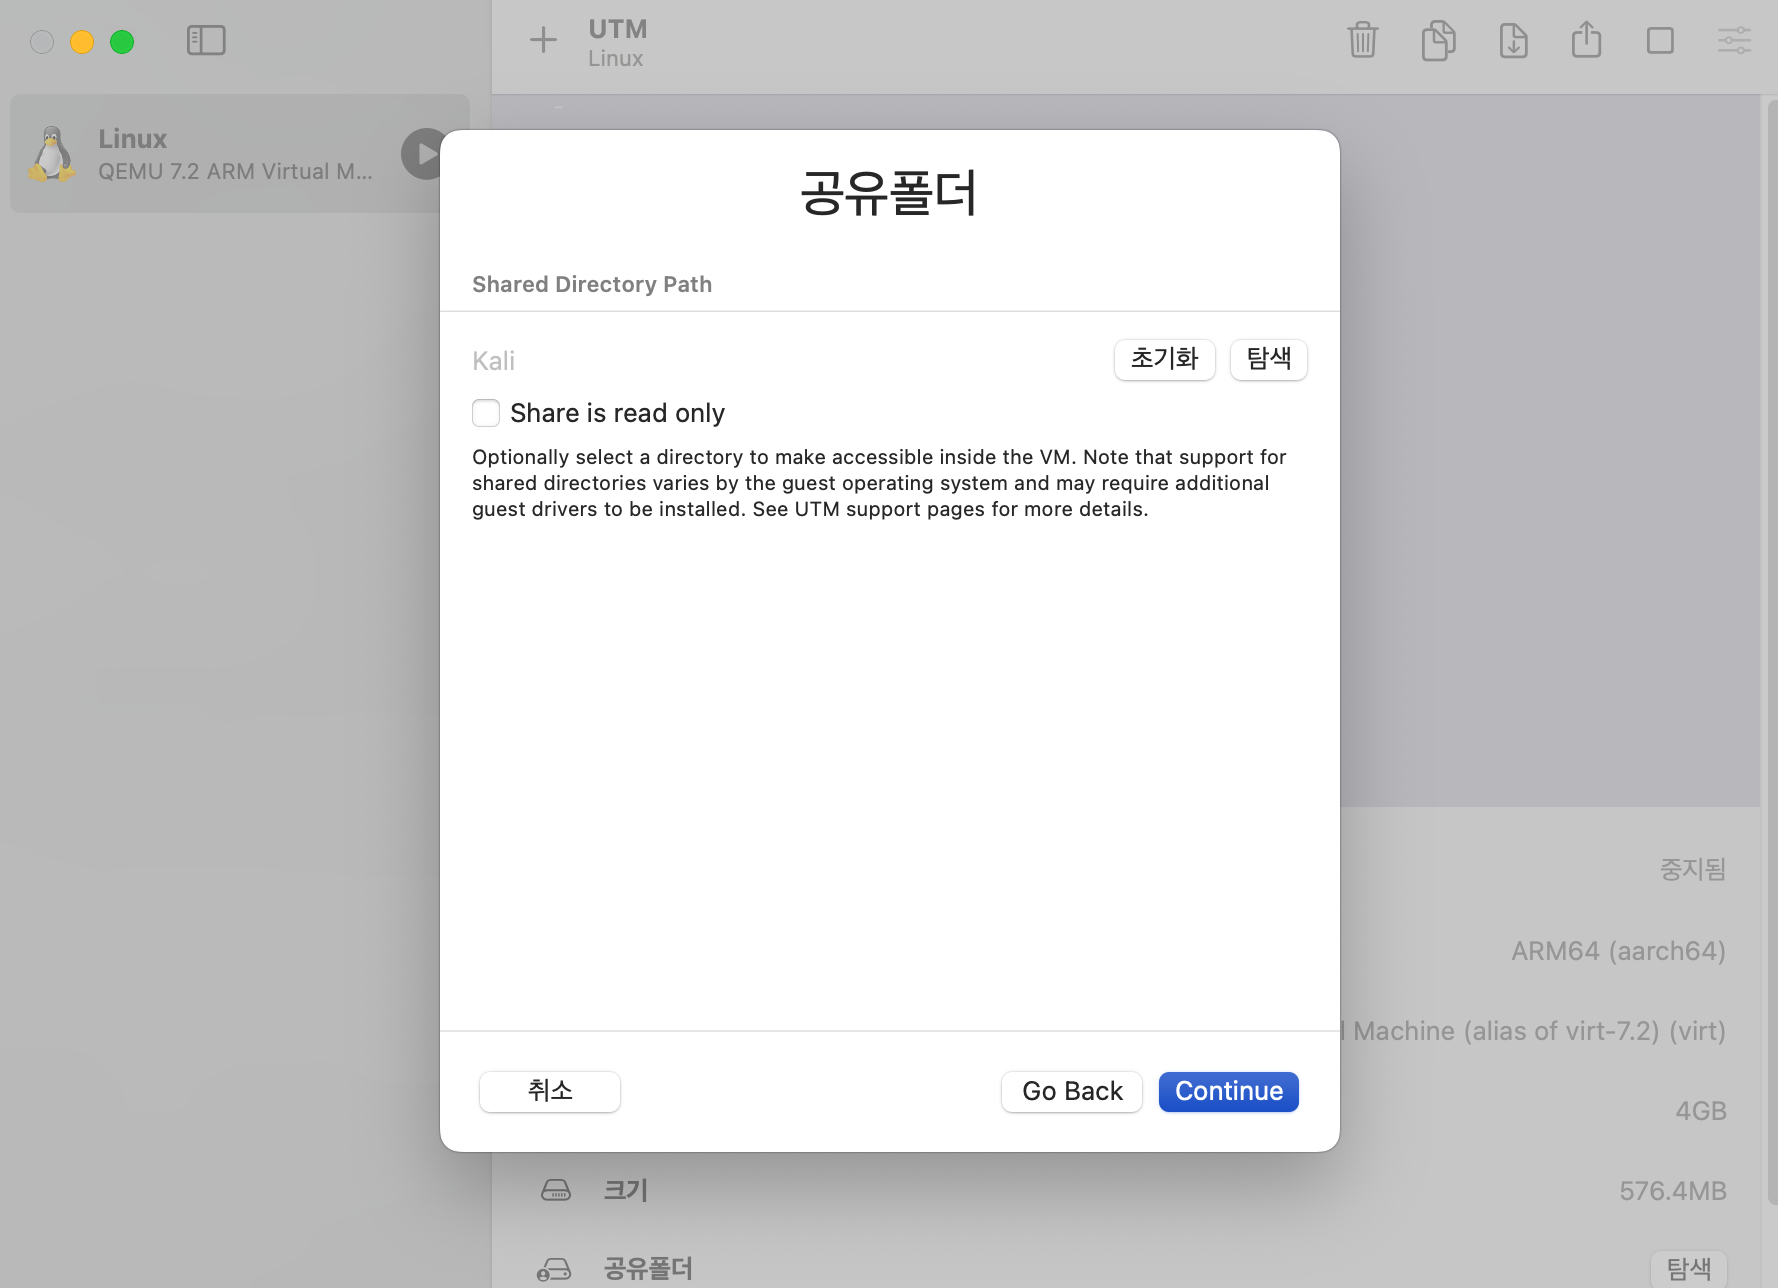 UTM
Linux
Linux
QEMU 7.2 ARM Virtual M...
공유폴더
Shared Directory Path
Kali
초기화
탐색
Share is read only
Optionally select a directory to make accessible inside the VM. Note that support for
shared directories varies by the guest operating system and may require additional
guest drivers to be installed. See UTM support pages for more details.
취소
Go Back
Continue
중지됨
ARM64 (aarch64)
Machine (alias of virt-7.2) (virt)
4GB
크기
576.4MB
공유폴더
탐색